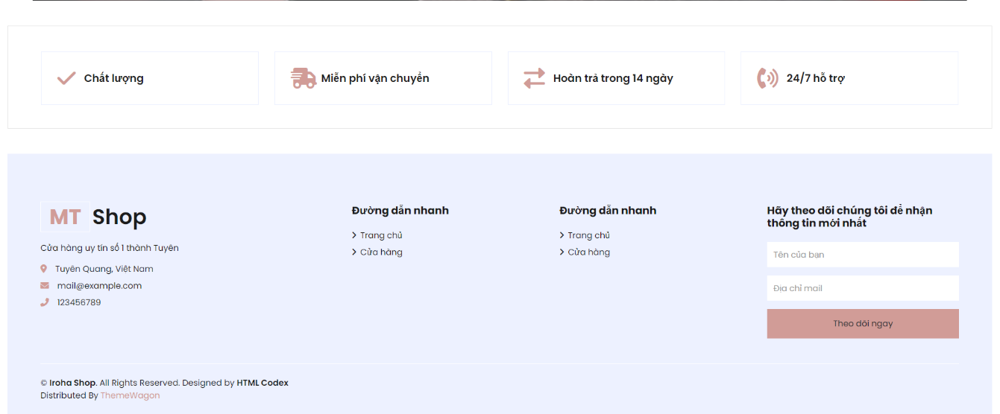 Chất lượng
Miễn phí vận chuyển
Hoàn trả trong 14 ngày
24/7 hỗ trợ
MT Shop
Cửa hàng uy tín số 1 thành Tuyên
Tuyên Quang, Việt Nam
mail@example.com
123456789
Đường dẫn nhanh
Trang chủ
Cửa hàng
Đường dẫn nhanh
Trang chủ
Cửa hàng
Hãy theo dõi chúng tôi để nhận
thông tin mới nhất
Tên của bạn
Địa chỉ mail
Theo dõi ngay
© Iroha Shop. All Rights Reserved. Designed by HTML Codex
Distributed By ThemeWagon